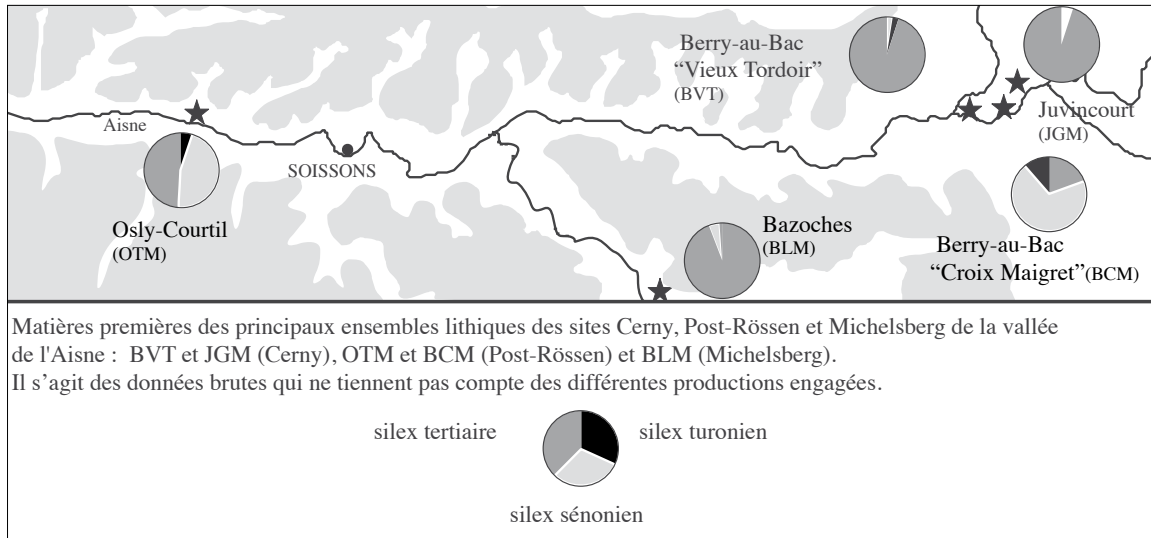 Berry-au-Bac
“Vieux Tordoir”
(BVT)
Juvincourt
(JGM)
Aisne
SOISSONS
Osly-Courtil
(OTM)
Bazoches
(BLM)
Berry-au-Bac
“Croix Maigret”(BCM)
Matières premières des principaux ensembles lithiques des sites Cerny, Post-Rössen et Michelsberg de la vallée
de l'Aisne : BVT et JGM (Cerny), OTM et BCM (Post-Rössen) et BLM (Michelsberg).
Il s’agit des données brutes qui ne tiennent pas compte des différentes productions engagées.
silex tertiaire
silex turonien
silex sénonien